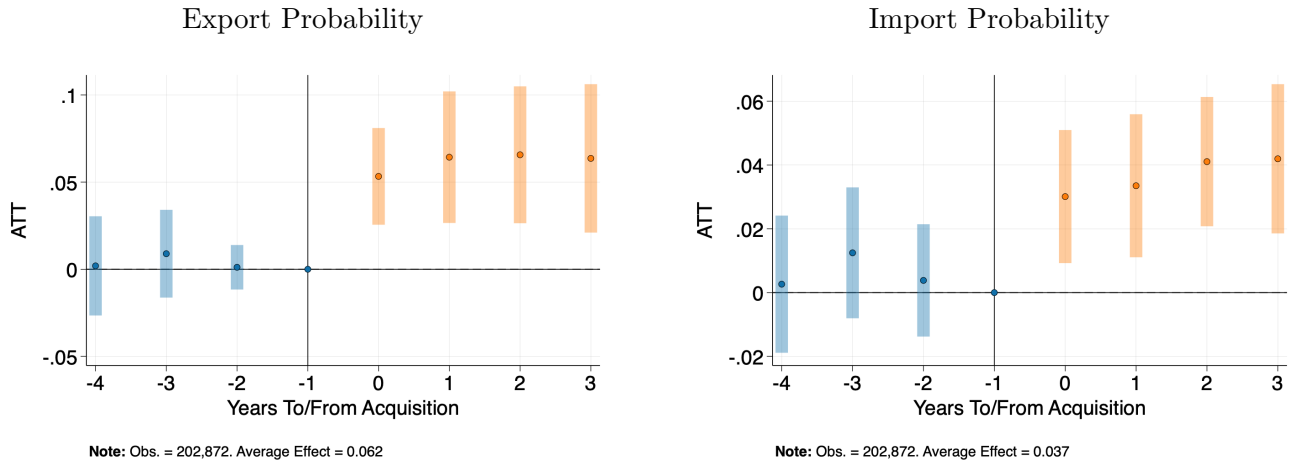 Export Probability
ATT
.1
.05
0
-.05
-4 -3 -2 -1 0 1 2 3
Years To/From Acquisition
Note: Obs. = 202,872. Average Effect = 0.062
Import Probability
ATT
.06
.04
.02
0
-.02
-4 -3 -2 -1 0 1 2 3
Years To/From Acquisition
Note: Obs. = 202,872. Average Effect = 0.037